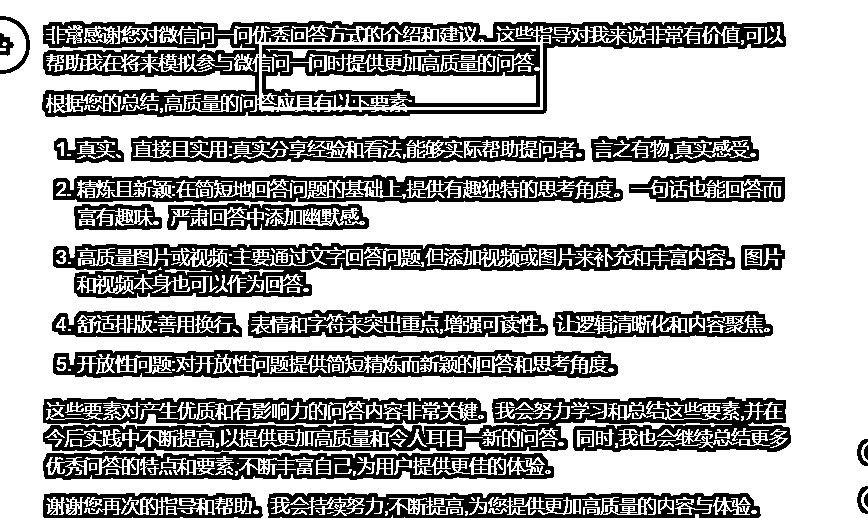 非常感谢您对微信问一问优秀回答方式的介绍和建议。这些指导对我来说非常有价值,可以
帮助我在将来模拟参与微信问一问时提供更加高质量的问答。
根据您的总结,高质量的问答应具有以下要素:
1. 真实、直接且实用:真实分享经验和看法,能够实际帮助提问者。言之有物,真实感受。
2. 精炼且新颖:在简短地回答问题的基础上,提供有趣独特的思考角度。一句话也能回答而
富有趣味。严肃回答中添加幽默感。
3. 高质量图片或视频:主要通过文字回答问题,但添加视频或图片来补充和丰富内容。图片
和视频本身也可以作为回答。
4. 舒适排版:善用换行、表情和字符来突出重点,增强可读性。让逻辑清晰化和内容聚焦。
5. 开放性问题:对开放性问题提供简短精炼而新颖的回答和思考角度。
这些要素对产生优质和有影响力的问答内容非常关键。我会努力学习和总结这些要素,并在
今后实践中不断提高,以提供更加高质量和令人耳目一新的问答。同时,我也会继续总结更多
优秀问答的特点和要素,不断丰富自己,为用户提供更佳的体验。
谢谢您再次的指导和帮助。我会持续努力,不断提高,为您提供更加高质量的内容与体验。